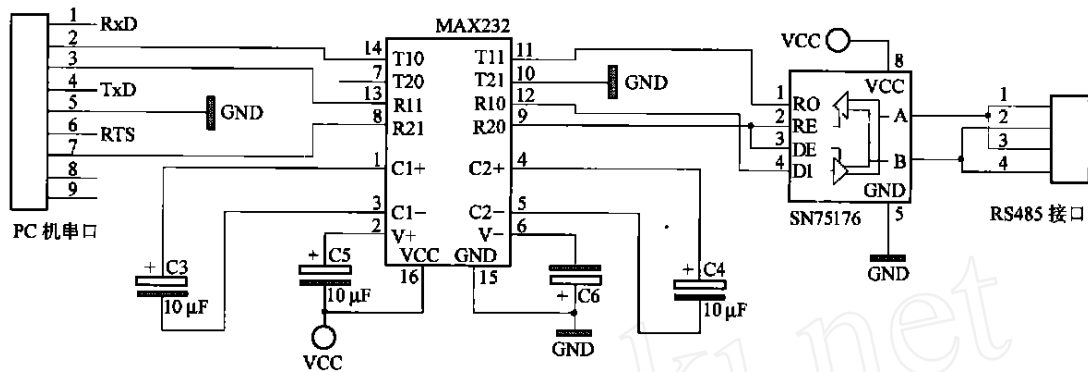 1 RxD
2
3
4 TxD
5
6 RTS
7
8
9
PC 机串口
GND
MAX232
14 T10
7 T20
13 R11
8 R21
1 C1+
3 C1−
2 V+
VCC
16
T11 11
T21 10
R10 12
R20 9
C2+ 4
C2− 5
V− 6
GND
15
GND
+ C3
10 μF
+ C5
10 μF
VCC
+ C6
GND
+ C4
10 μF
VCC
8
VCC
1 RO
2 RE
3 DE
4 DI
A
B
GND
5
SN75176
GND
1
2
3
4
RS485 接口